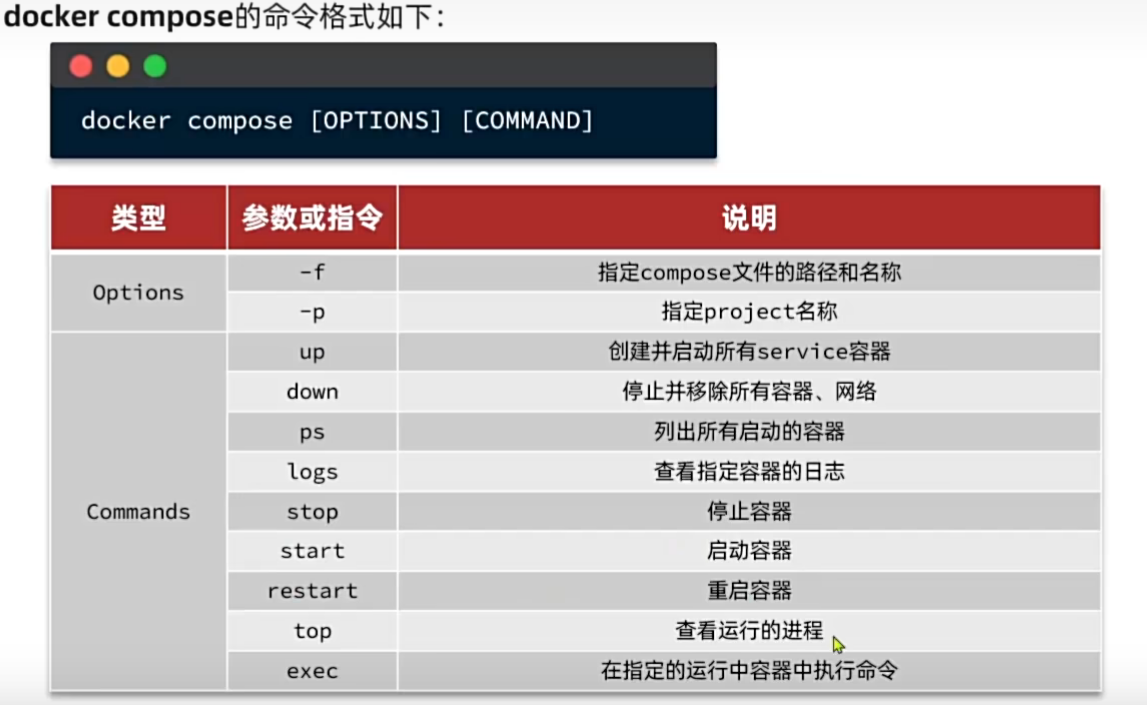 docker compose的命令格式如下：
docker compose [OPTIONS] [COMMAND]
类型 参数或指令 说明
Options -f 指定compose文件的路径和名称
-p 指定project名称
Commands up 创建并启动所有service容器
down 停止并移除所有容器、网络
ps 列出所有启动的容器
logs 查看指定容器的日志
stop 停止容器
start 启动容器
restart 重启容器
top 查看运行的进程
exec 在指定的运行中容器中执行命令